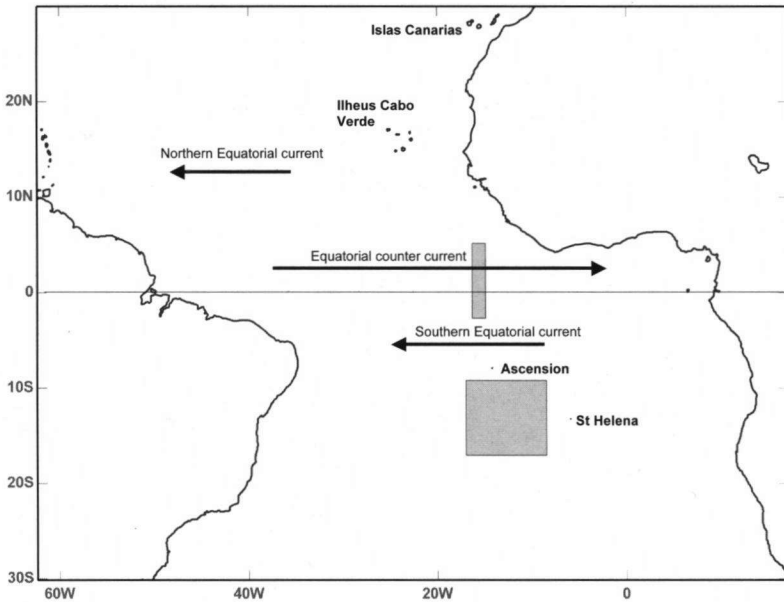 Islas Canarias
20N
Ilheus Cabo
Verde
Northern Equatorial current
10N
Equatorial counter current
0
Southern Equatorial current
Ascension
10S
St Helena
20S
30S
60W
40W
20W
0